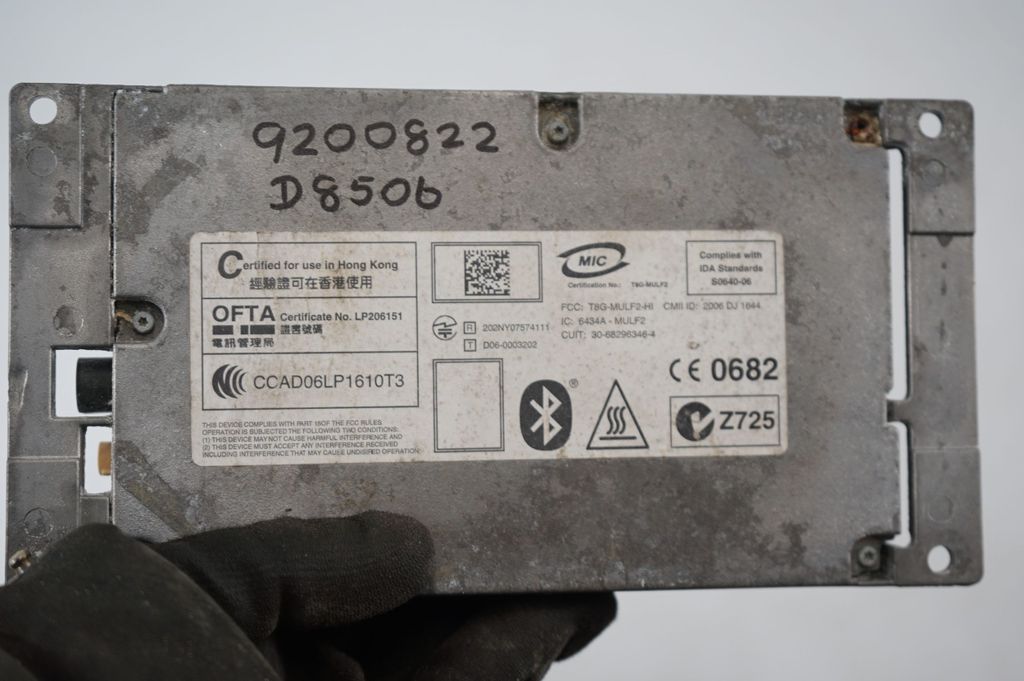 9200822
D850b
Certified for use in Hong Kong
經驗證可在香港使用
OFTA Certificate No. LP206151
電訊管理局 證書號碼
CCAD06LP1610T3
THIS DEVICE COMPLIES WITH PART 15OF THE FCC RULES
OPERATION IS SUBJECTED THE FOLLOWING TWO CONDITIONS:
(1) THIS DEVICE MAY NOT CAUSE HARMFUL INTERFERENCE AND
(2) THIS DEVICE MUST ACCEPT ANY INTERFERENCE RECEIVED
INCLUDING INTERFERENCE THAT MAY CAUSE UNDISIRED OPERATION
R 202NY07574111
T D06-0003202
MIC
Certification No.: T8G-MULF2
Complies with
IDA Standards
S0640-06
FCC: T8G-MULF2-HI CMII ID: 2006 DJ 1644
IC: 6434A - MULF2
CUIT: 30-68296346-4
CE 0682
®
Z725